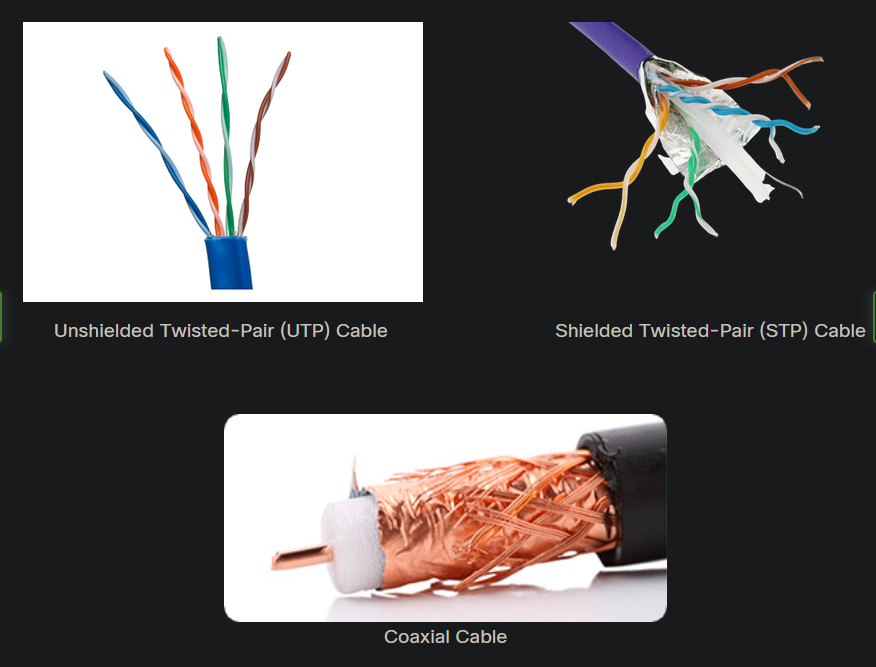 Unshielded Twisted-Pair (UTP) Cable
Shielded Twisted-Pair (STP) Cable
Coaxial Cable